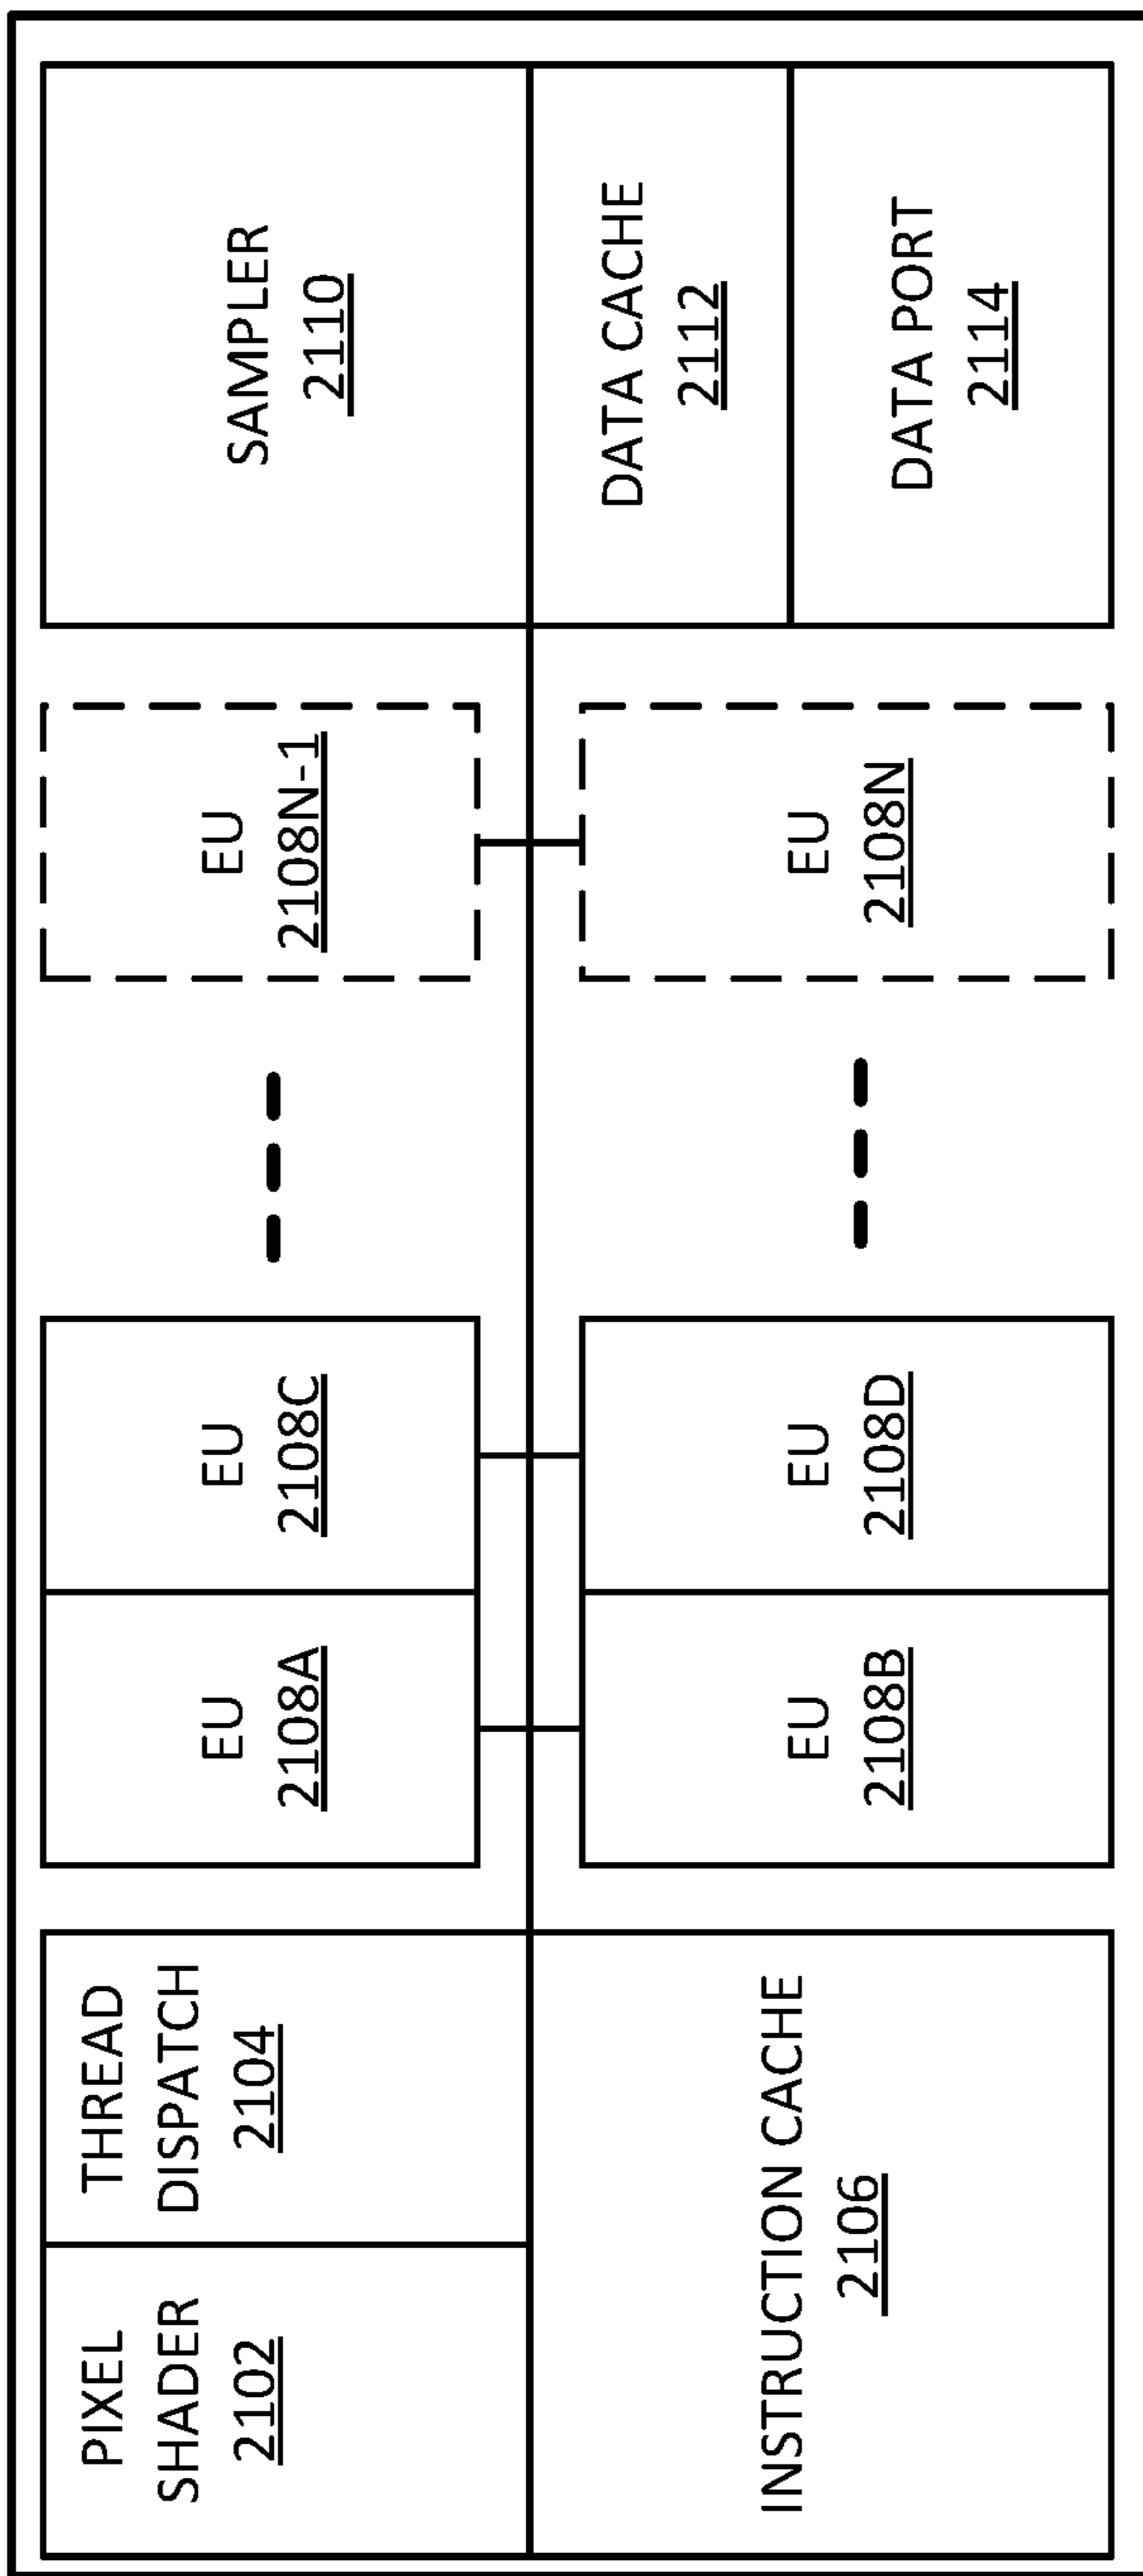 PIXEL
SHADER
2102
THREAD
DISPATCH
2104
INSTRUCTION CACHE
2106
EU
2108A
EU
2108C
EU
2108B
EU
2108D
EU
2108N-1
EU
2108N
SAMPLER
2110
DATA CACHE
2112
DATA PORT
2114